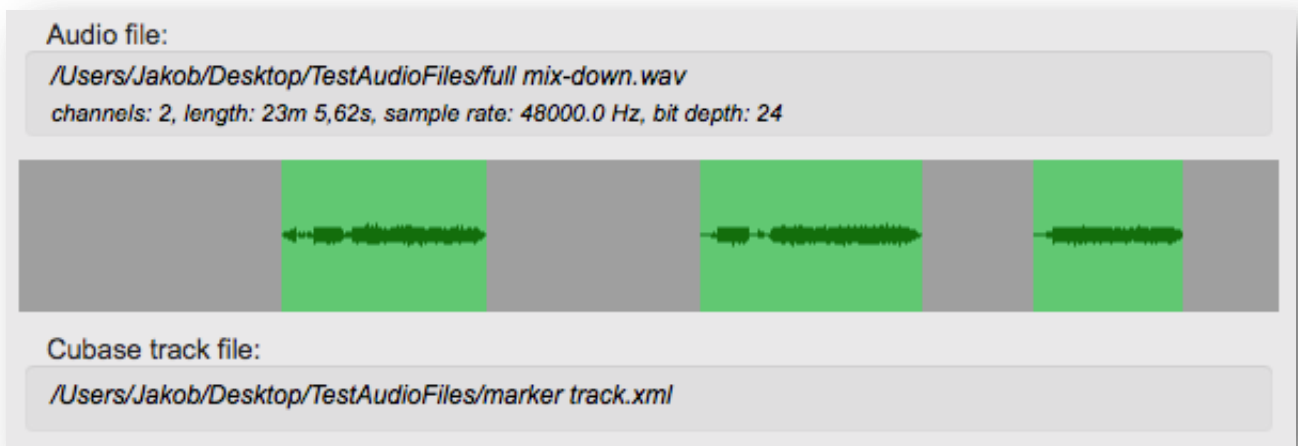 Audio file:
/Users/Jakob/Desktop/TestAudioFiles/full mix-down.wav
channels: 2, length: 23m 5,62s, sample rate: 48000.0 Hz, bit depth: 24
Cubase track file:
/Users/Jakob/Desktop/TestAudioFiles/marker track.xml